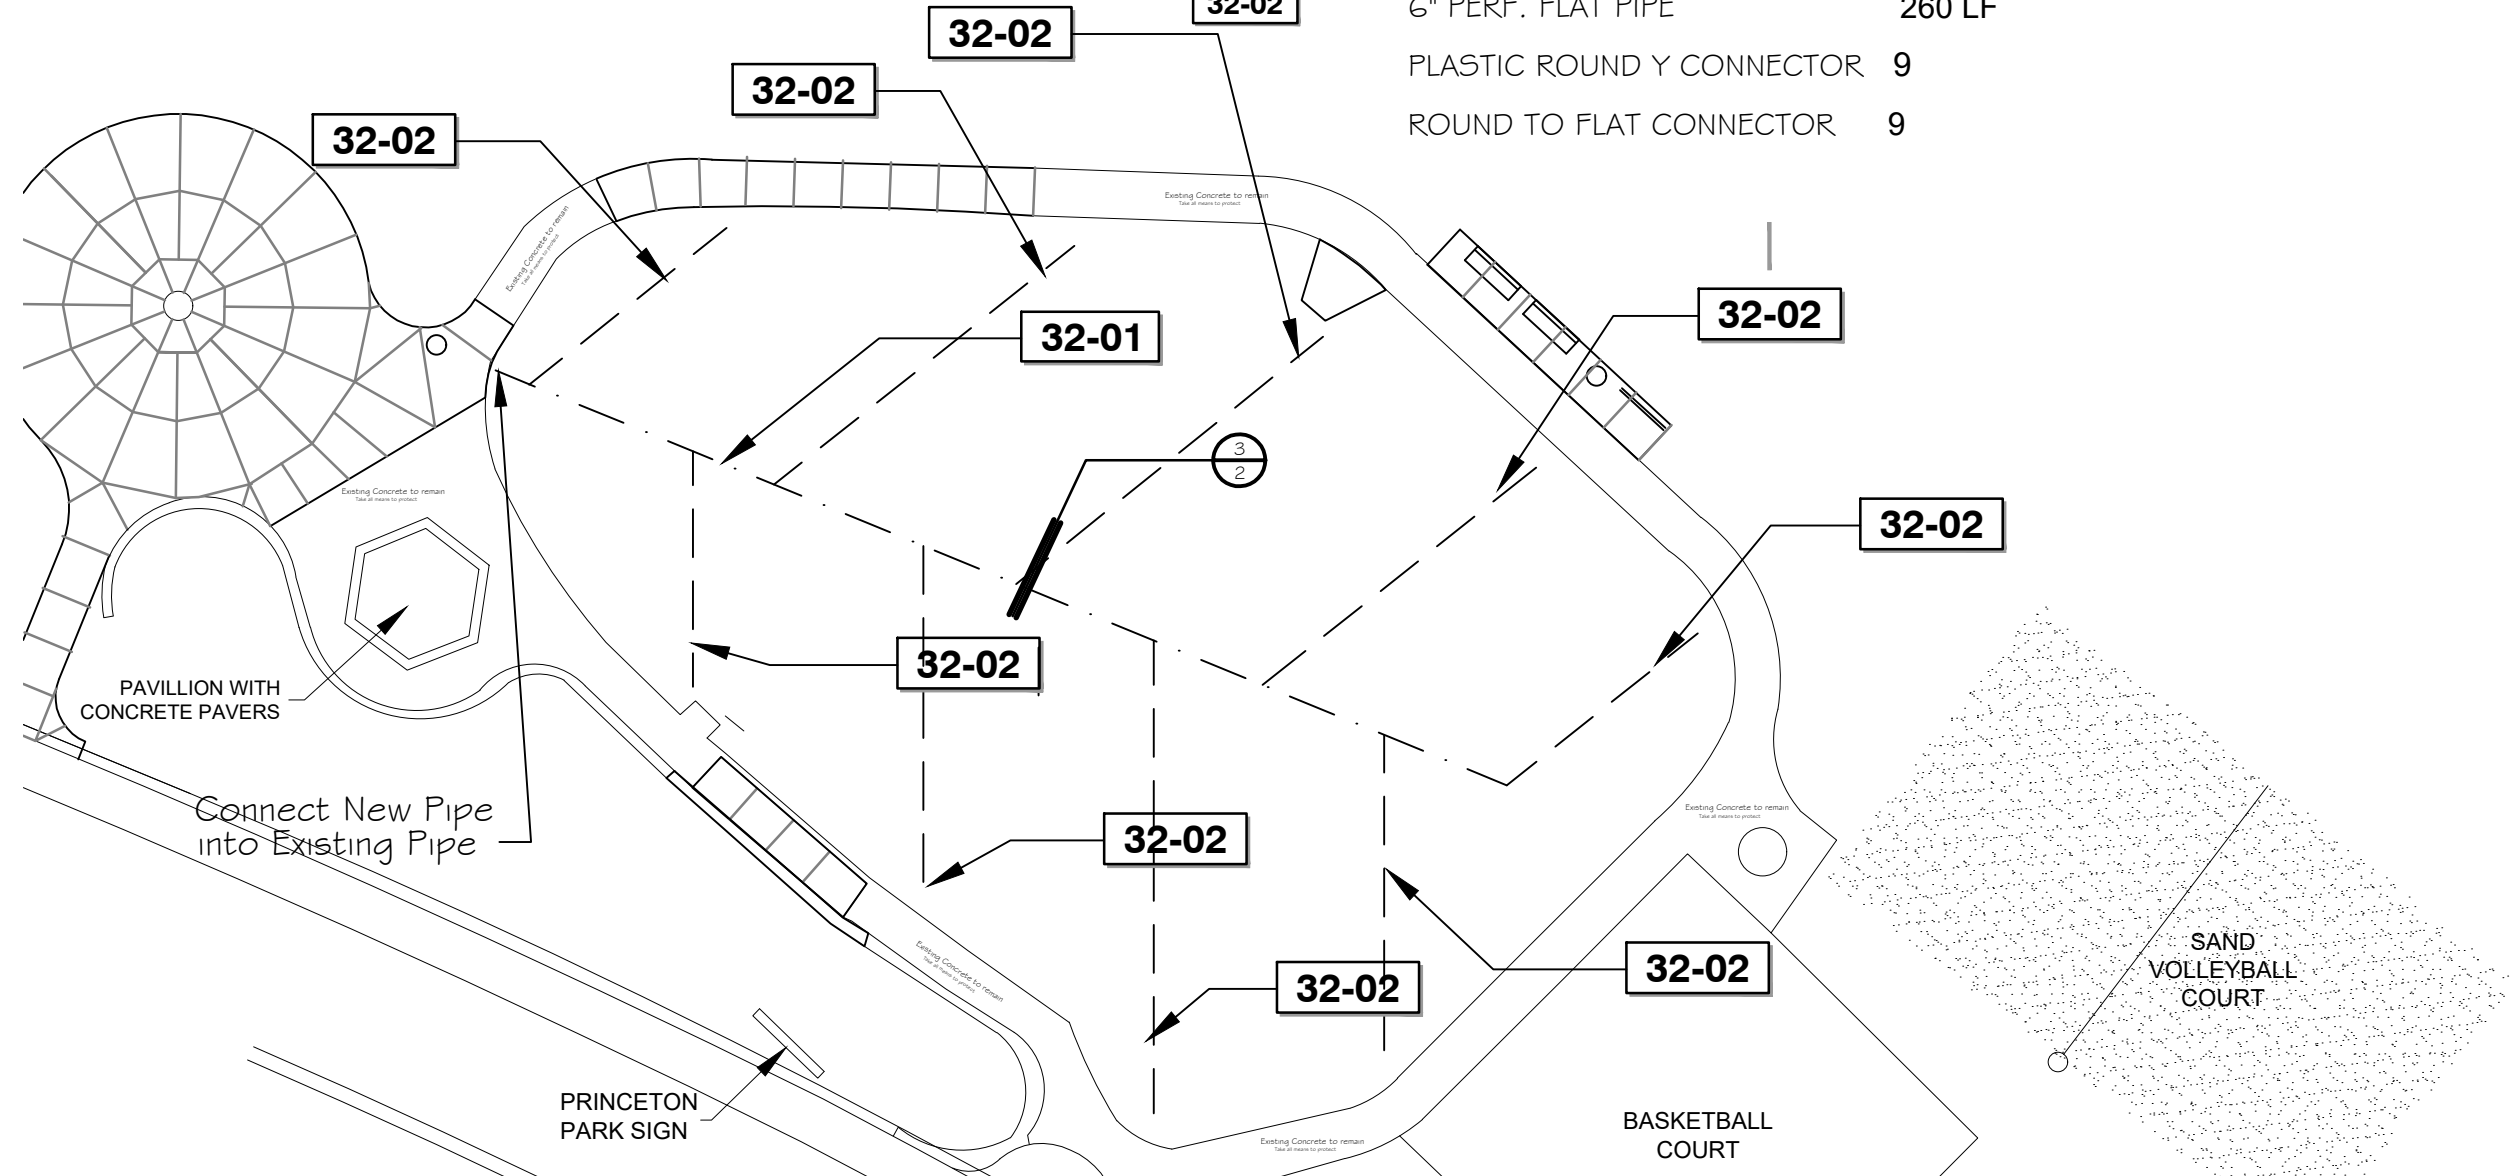 32-02
6" PERF. FLAT PIPE 260 LF
32-02
PLASTIC ROUND Y CONNECTOR 9
32-02
ROUND TO FLAT CONNECTOR 9
32-02
Existing Concrete to remain
Take all means to protect
Existing Concrete to remain
Take all means to protect
32-02
32-01
3
2
Existing Concrete to remain
Take all means to protect
32-02
32-02
PAVILLION WITH
CONCRETE PAVERS
Connect New Pipe
into Existing Pipe
Existing Concrete to remain
Take all means to protect
32-02
Existing Concrete to remain
Take all means to protect
32-02
32-02
SAND
VOLLEYBALL
COURT
PRINCETON
PARK SIGN
BASKETBALL
COURT
Existing Concrete to remain
Take all means to protect